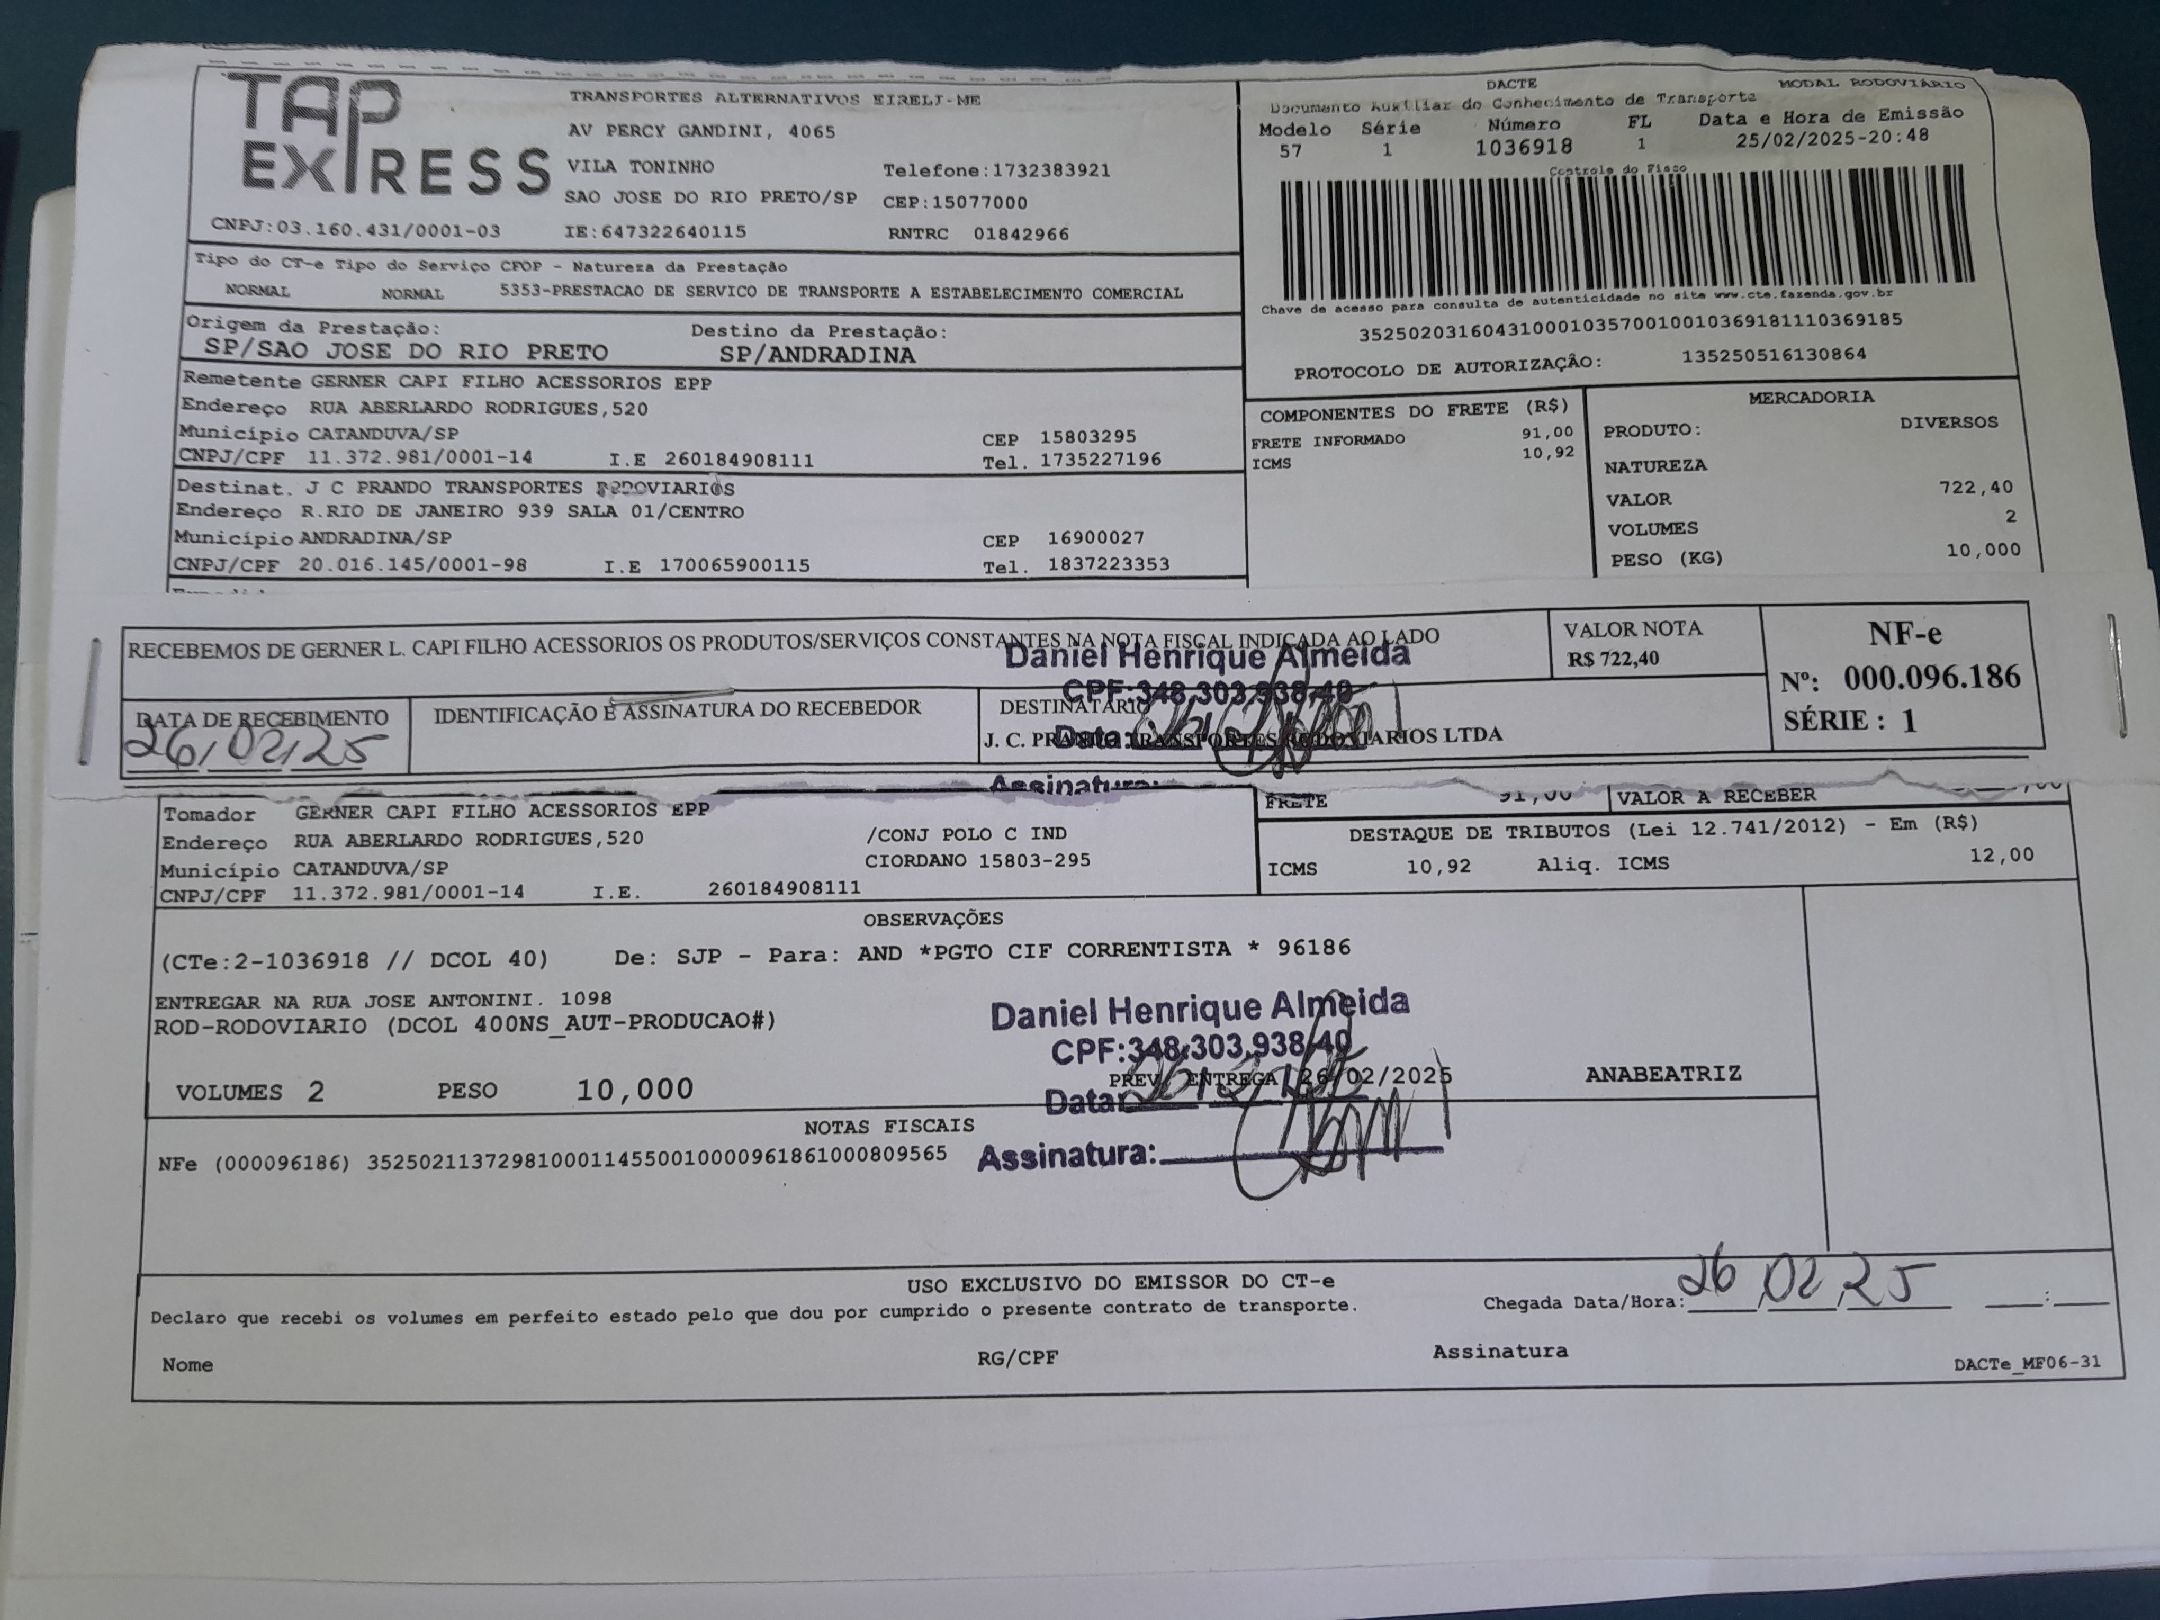 TAP EXPRESS
TRANSPORTES ALTERNATIVOS EIRELI-ME
AV PERCY GANDINI, 4065
VILA TONINHO Telefone:1732383921
SAO JOSE DO RIO PRETO/SP CEP:15077000
CNPJ:03.160.431/0001-03 IE:647322640115 RNTRC 01842966
DACTE MODAL RODOVIÁRIO
Documento Auxiliar do Conhecimento de Transporte
Modelo Série Número FL Data e Hora de Emissão
57 1 1036918 1 25/02/2025-20:48
Controle do Fisco
Chave de acesso para consulta de autenticidade no site www.cte.fazenda.gov.br
35250203160431000103570010010369181110369185
PROTOCOLO DE AUTORIZAÇÃO: 135250516130864
Tipo do CT-e Tipo do Serviço CFOP - Natureza da Prestação
NORMAL NORMAL 5353-PRESTACAO DE SERVICO DE TRANSPORTE A ESTABELECIMENTO COMERCIAL
Origem da Prestação: Destino da Prestação:
SP/SAO JOSE DO RIO PRETO SP/ANDRADINA
Remetente GERNER CAPI FILHO ACESSORIOS EPP
Endereço RUA ABERLARDO RODRIGUES,520
Município CATANDUVA/SP CEP 15803295
CNPJ/CPF 11.372.981/0001-14 I.E 260184908111 Tel. 1735227196
Destinat. J C PRANDO TRANSPORTES RODOVIARIOS
Endereço R.RIO DE JANEIRO 939 SALA 01/CENTRO
Município ANDRADINA/SP CEP 16900027
CNPJ/CPF 20.016.145/0001-98 I.E 170065900115 Tel. 1837223353
COMPONENTES DO FRETE (R$)
FRETE INFORMADO 91,00
ICMS 10,92
MERCADORIA
PRODUTO: DIVERSOS
NATUREZA
VALOR 722,40
VOLUMES 2
PESO (KG) 10,000
RECEBEMOS DE GERNER L. CAPI FILHO ACESSORIOS OS PRODUTOS/SERVIÇOS CONSTANTES NA NOTA FISCAL INDICADA AO LADO
VALOR NOTA
R$ 722,40
NF-e
Nº: 000.096.186
SÉRIE : 1
Daniel Henrique Almeida
CPF:348.303.938-40
DATA DE RECEBIMENTO IDENTIFICAÇÃO E ASSINATURA DO RECEBEDOR DESTINATÁRIO
26/02/25
J. C. PRANDO TRANSPORTES RODOVIARIOS LTDA
Data:
Assinatura:
Tomador GERNER CAPI FILHO ACESSORIOS EPP
Endereço RUA ABERLARDO RODRIGUES,520 /CONJ POLO C IND
Município CATANDUVA/SP CIORDANO 15803-295
CNPJ/CPF 11.372.981/0001-14 I.E. 260184908111
FRETE 91,00 VALOR A RECEBER
DESTAQUE DE TRIBUTOS (Lei 12.741/2012) - Em (R$)
ICMS 10,92 Aliq. ICMS 12,00
OBSERVAÇÕES
(CTe:2-1036918 // DCOL 40) De: SJP - Para: AND *PGTO CIF CORRENTISTA * 96186
ENTREGAR NA RUA JOSE ANTONINI. 1098
ROD-RODOVIARIO (DCOL 400NS_AUT-PRODUCAO#)
Daniel Henrique Almeida
CPF:348.303.938-40
VOLUMES 2 PESO 10,000 PREV. ENTREGA 26/02/2025 ANABEATRIZ
Data:
NOTAS FISCAIS
NFe (000096186) 35250211372981000114550010000961861000809565
Assinatura:
USO EXCLUSIVO DO EMISSOR DO CT-e
Declaro que recebi os volumes em perfeito estado pelo que dou por cumprido o presente contrato de transporte. Chegada Data/Hora: 26/02/25 :
Nome RG/CPF Assinatura
DACTe_MF06-31